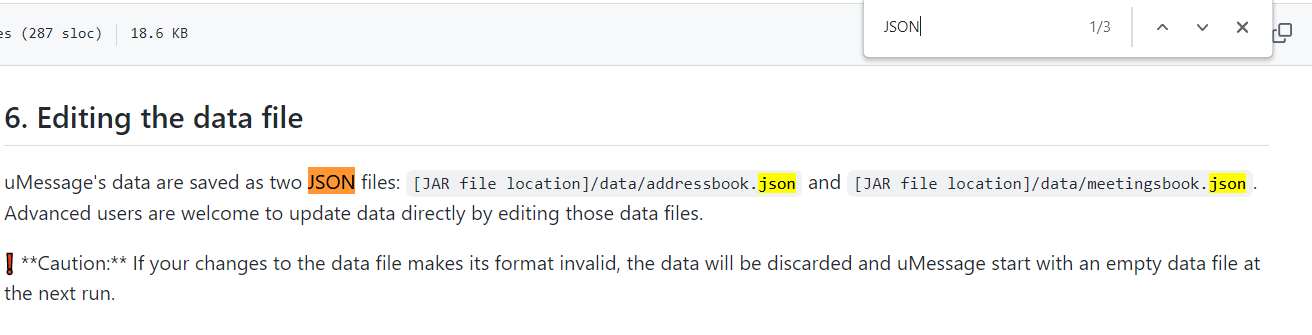 es (287 sloc) 18.6 KB
JSON 1/3
6. Editing the data file
uMessage's data are saved as two JSON files: [JAR file location]/data/addressbook.json and [JAR file location]/data/meetingsbook.json.
Advanced users are welcome to update data directly by editing those data files.
❗ **Caution:** If your changes to the data file makes its format invalid, the data will be discarded and uMessage start with an empty data file at
the next run.